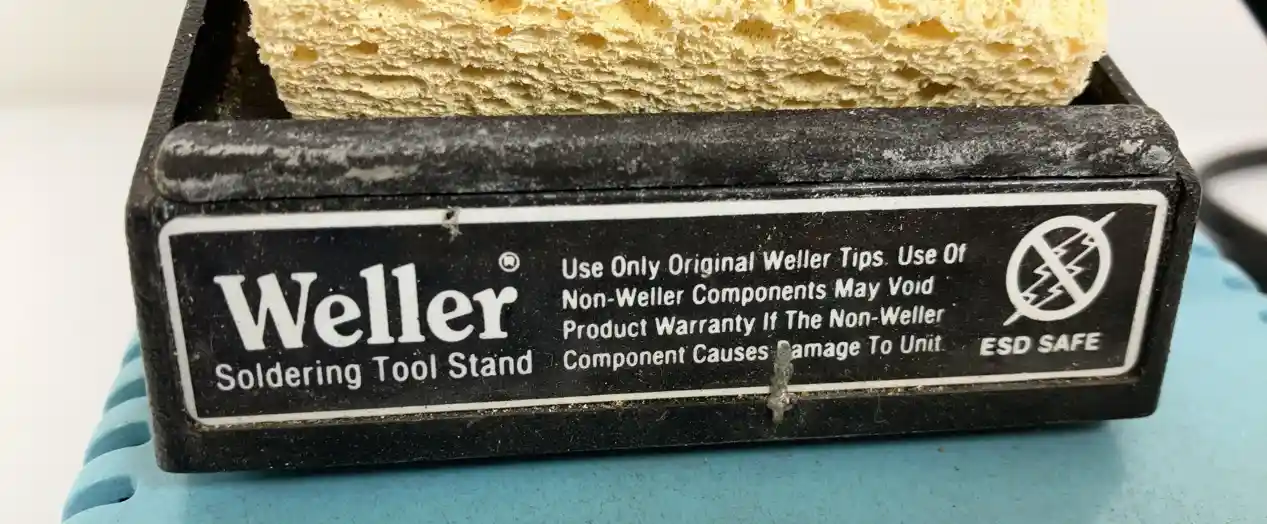 Weller®
Soldering Tool Stand
Use Only Original Weller Tips. Use Of
Non-Weller Components May Void
Product Warranty If The Non-Weller
Component Causes Damage To Unit
ESD SAFE